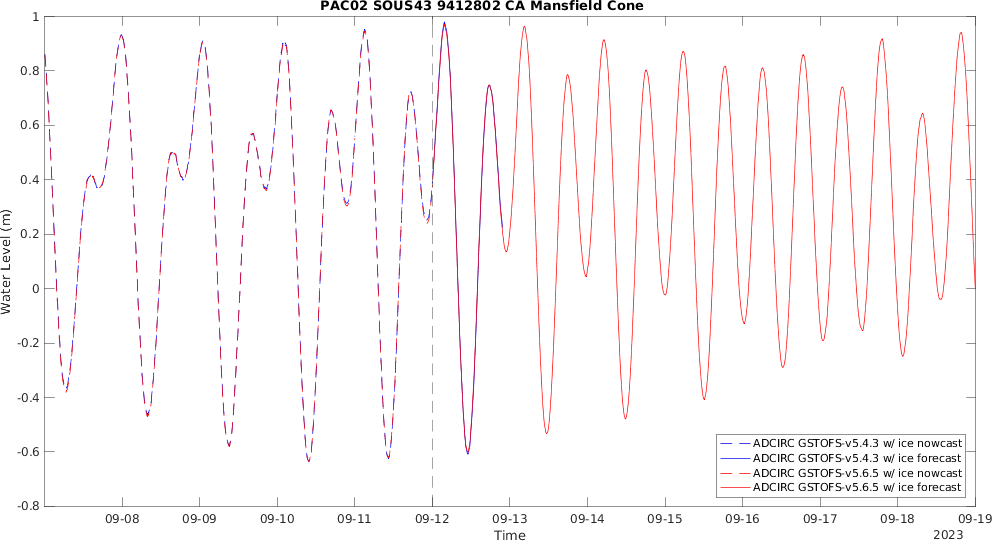 PAC02 SOUS43 9412802 CA Mansfield Cone
1
0.8
0.6
0.4
0.2
0
-0.2
-0.4
-0.6
-0.8
Water Level (m)
ADCIRC GSTOFS-v5.4.3 w/ ice nowcast
ADCIRC GSTOFS-v5.4.3 w/ ice forecast
ADCIRC GSTOFS-v5.6.5 w/ ice nowcast
ADCIRC GSTOFS-v5.6.5 w/ ice forecast
09-08 09-09 09-10 09-11 09-12 09-13 09-14 09-15 09-16 09-17 09-18 09-19
Time
2023